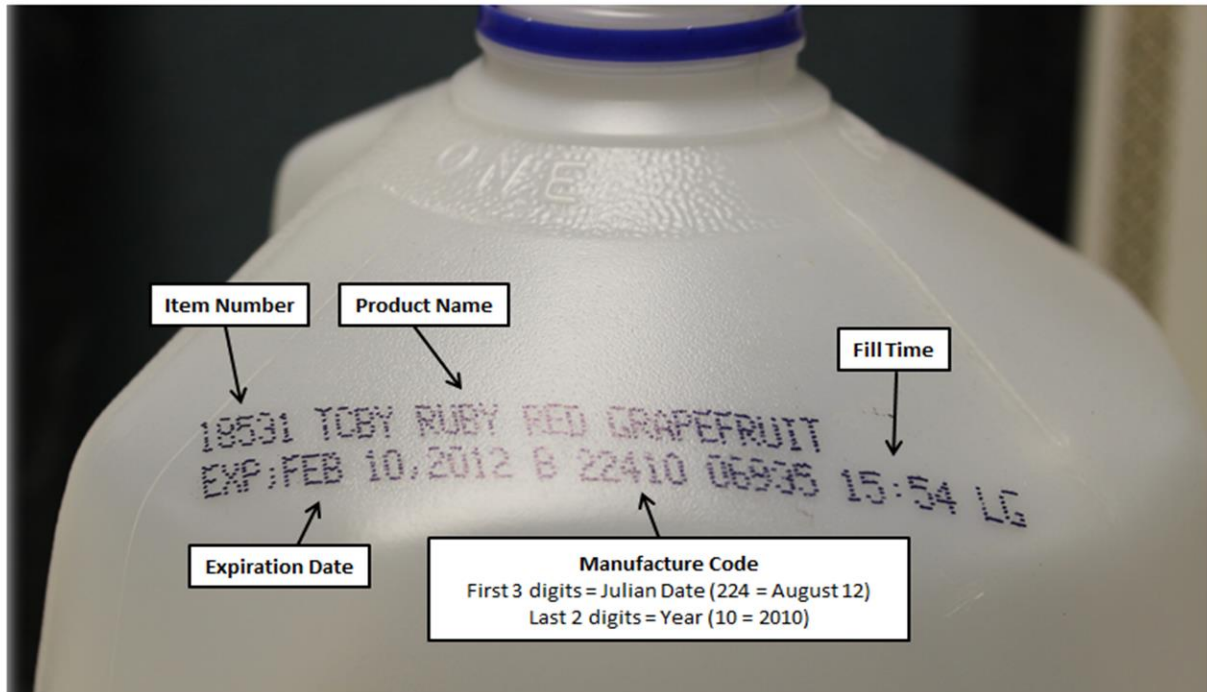 ONE
Item Number
Product Name
Fill Time
18531 TCBY RUBY RED GRAPEFRUIT
EXP;FEB 10,2012 B 22410 06935 15:54 LG
Expiration Date
Manufacture Code
First 3 digits = Julian Date (224 = August 12)
Last 2 digits = Year (10 = 2010)